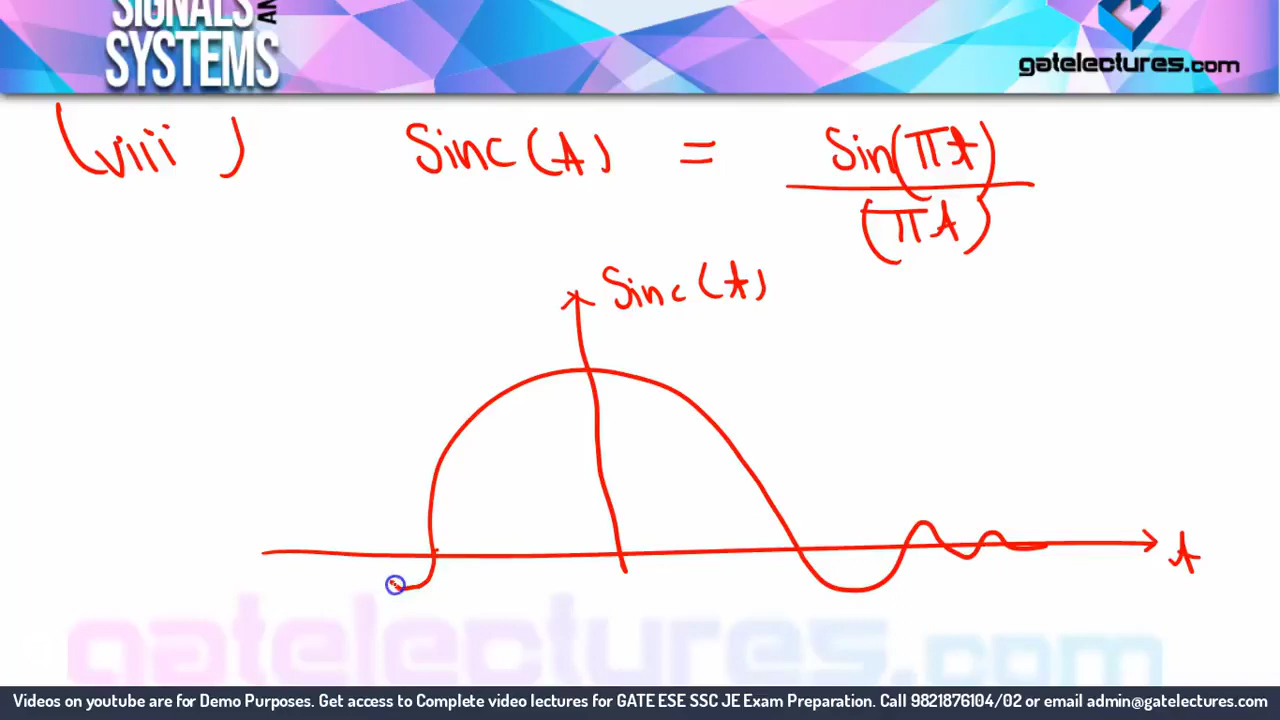 SIGNALS AND
SYSTEMS
gatelectures.com
(viii) Sinc(t) = Sin(πt)
(πt)
Sinc(t)
t
gatelectures.com
Videos on youtube are for Demo Purposes. Get access to Complete video lectures for GATE ESE SSC JE Exam Preparation. Call 9821876104/02 or email admin@gatelectures.com